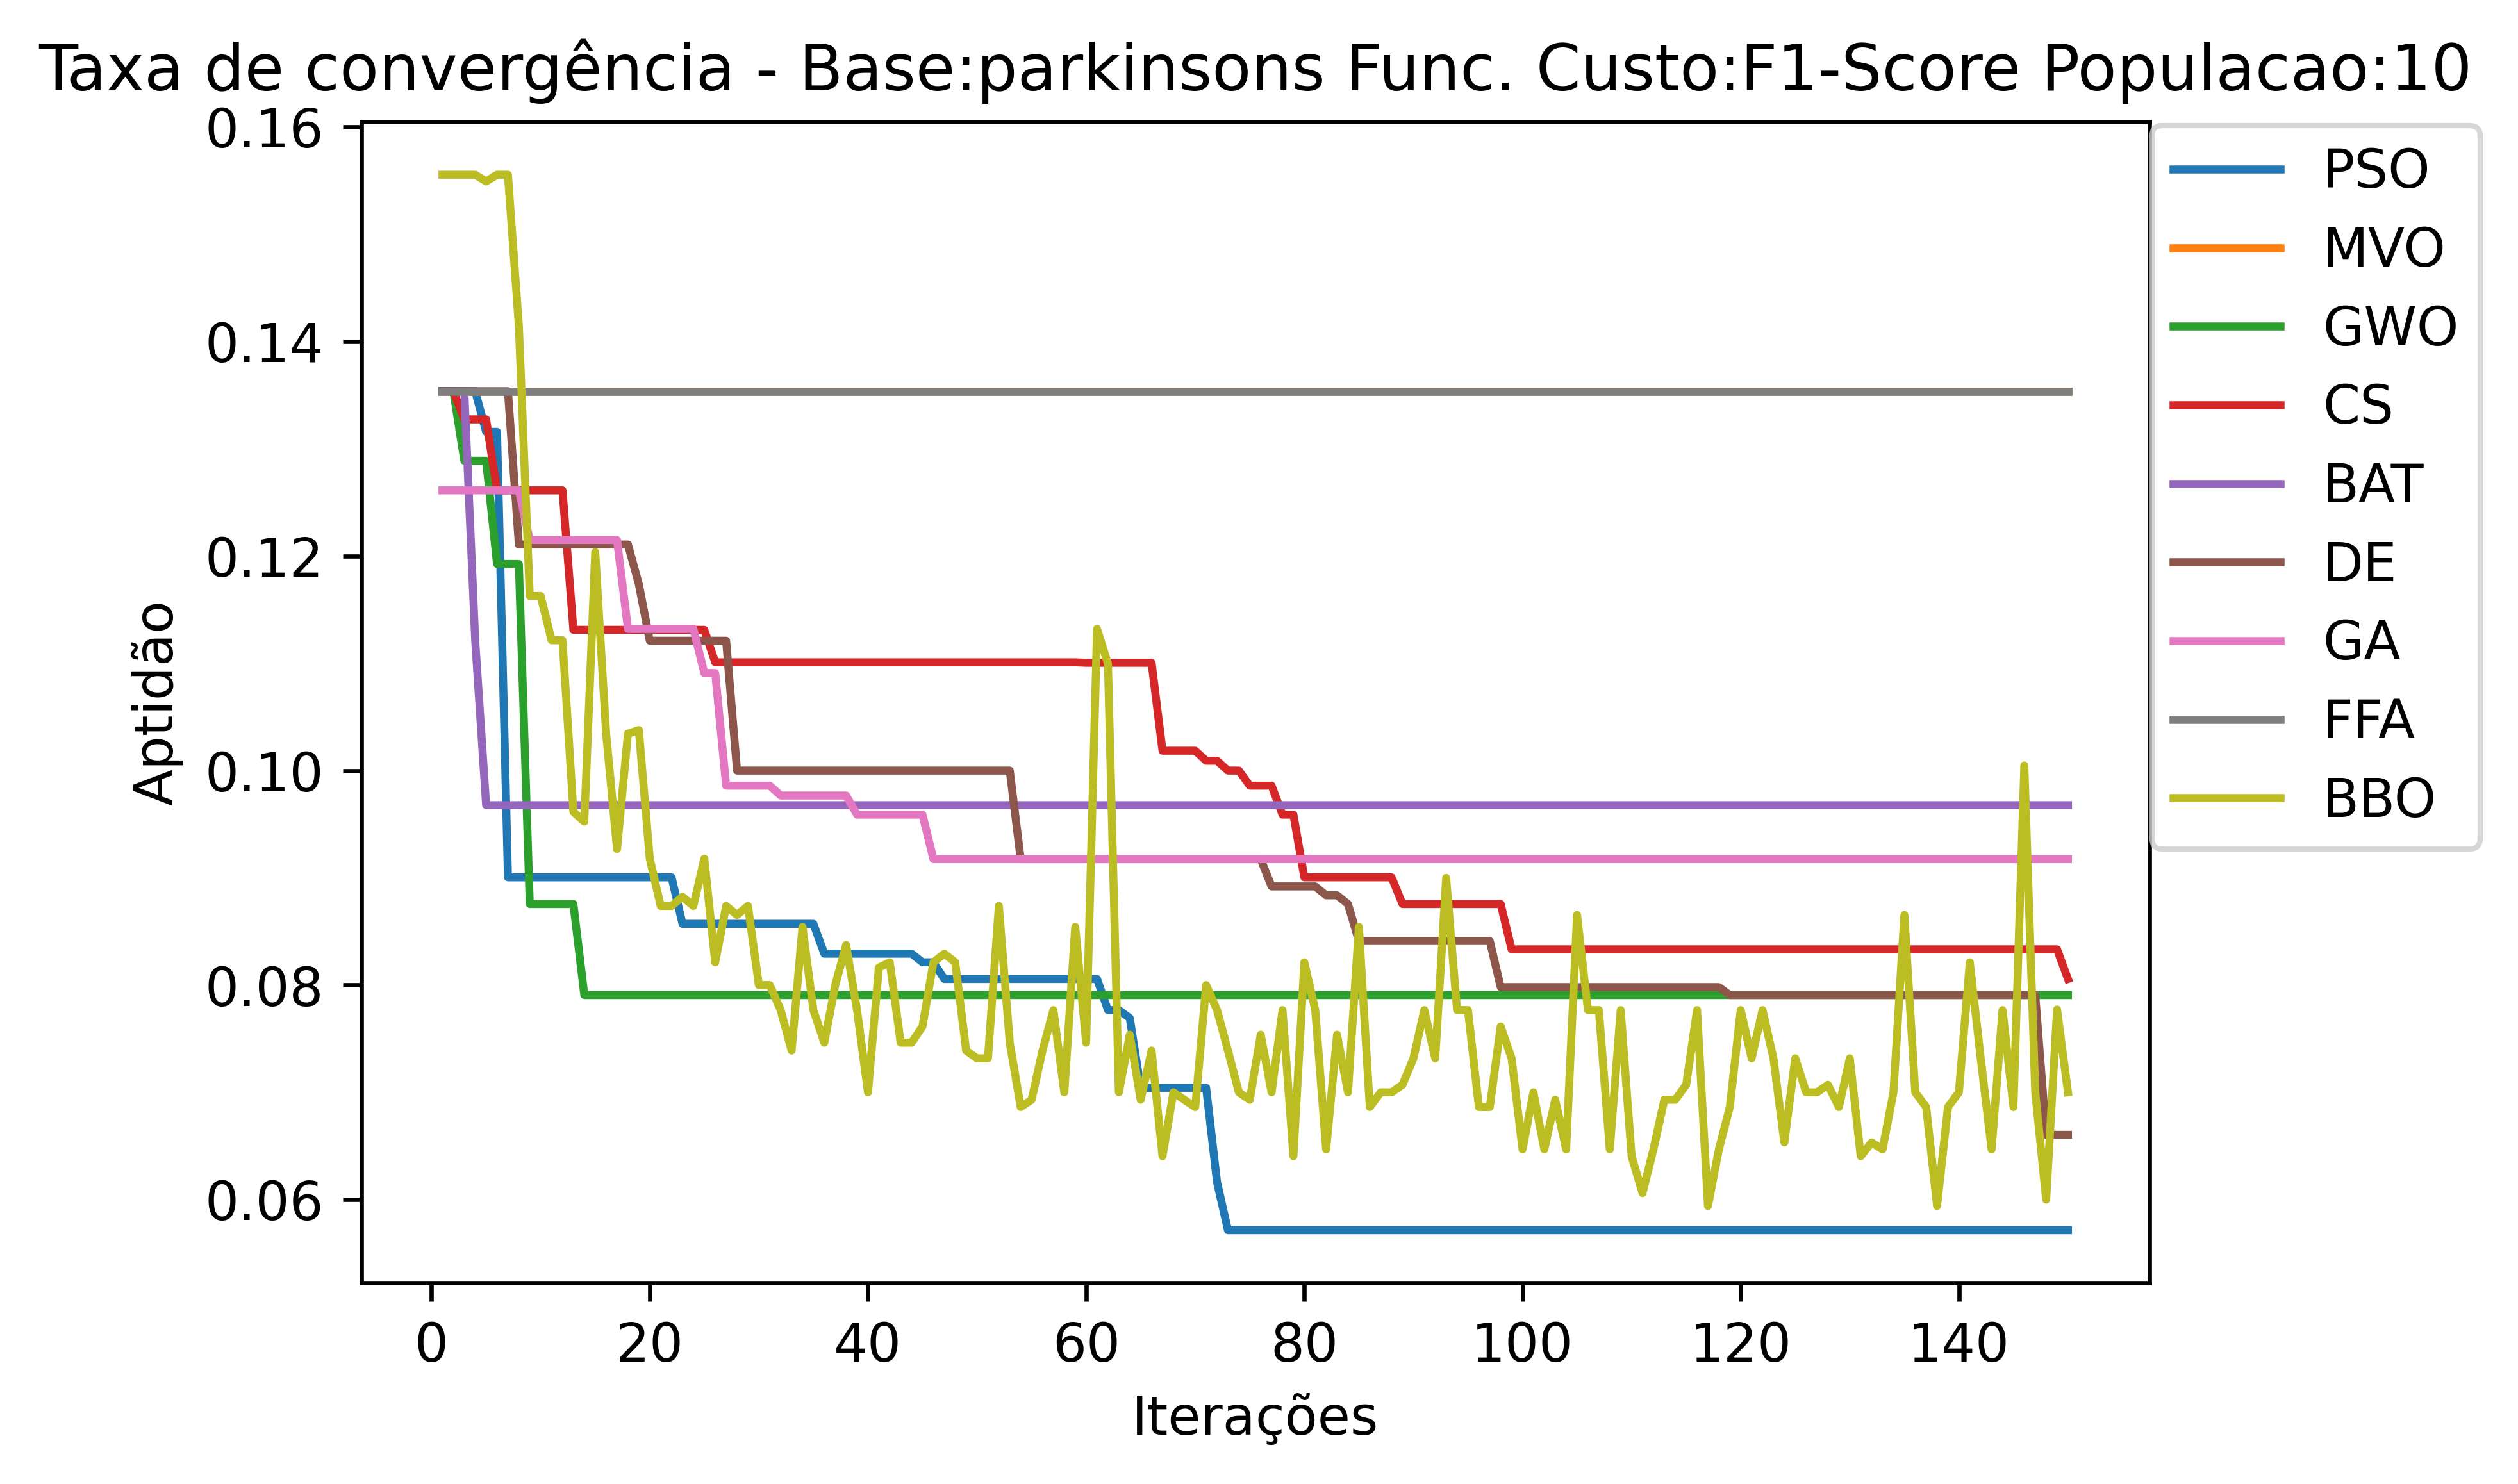 Taxa de convergência - Base:parkinsons Func. Custo:F1-Score Populacao:10
0.16
0.14
0.12
0.10
0.08
0.06
Aptidão
0 20 40 60 80 100 120 140
Iterações
PSO
MVO
GWO
CS
BAT
DE
GA
FFA
BBO